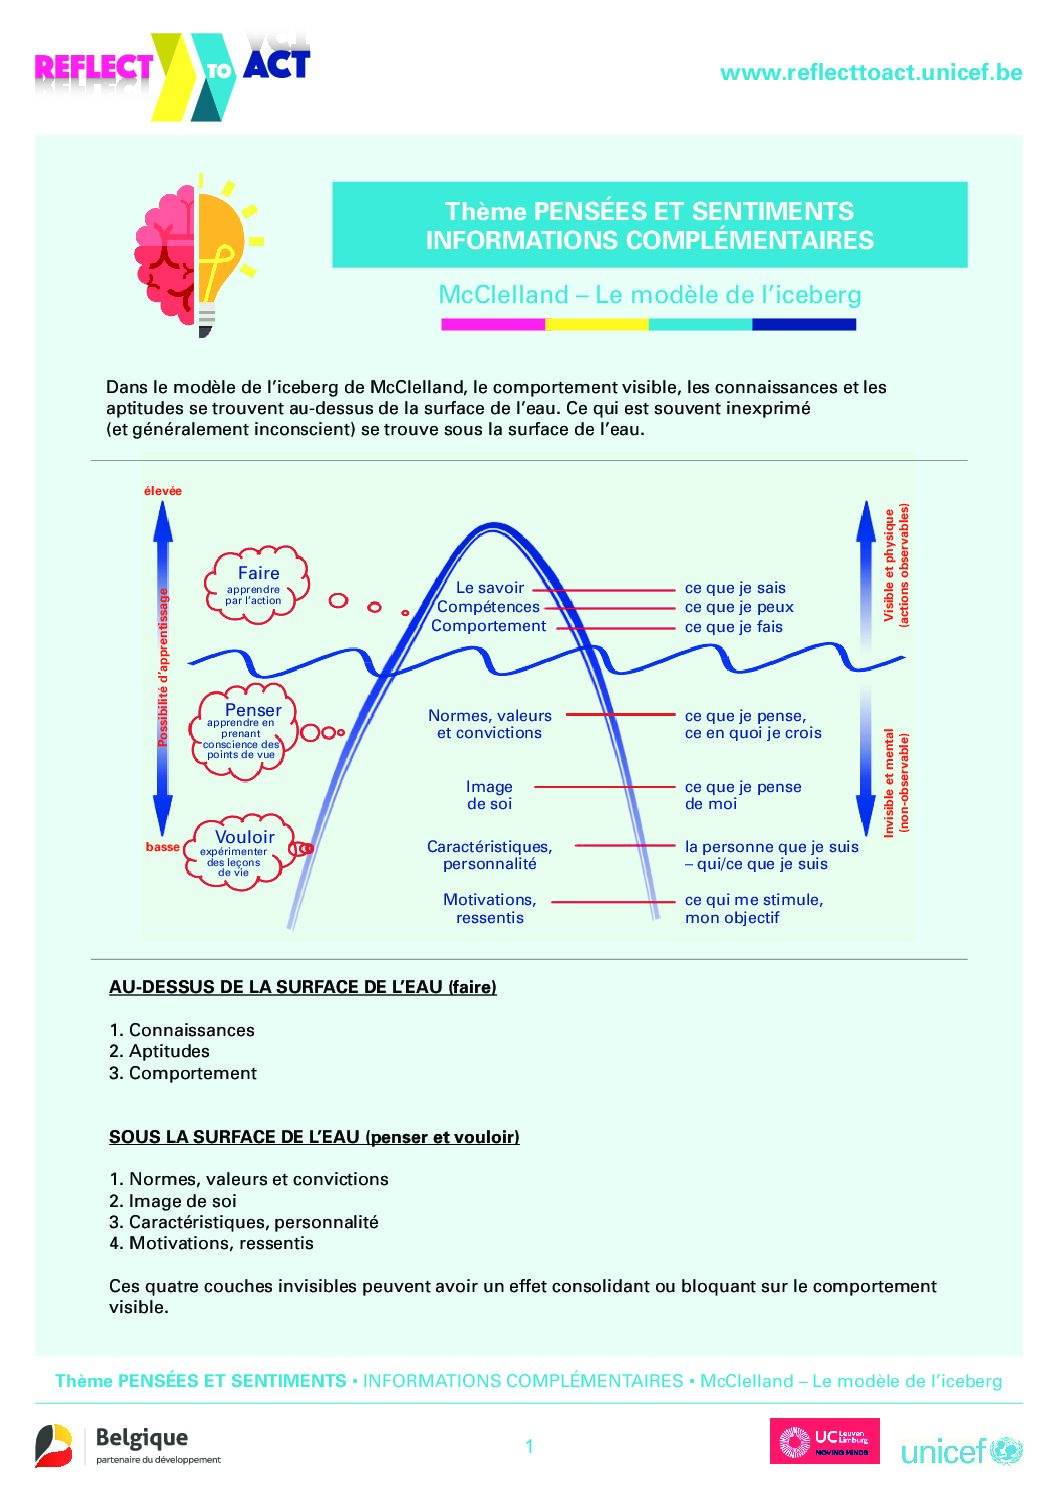 REFLECT TO ACT
www.reflecttoact.unicef.be
Thème PENSÉES ET SENTIMENTS
INFORMATIONS COMPLÉMENTAIRES
McClelland – Le modèle de l’iceberg
Dans le modèle de l’iceberg de McClelland, le comportement visible, les connaissances et les
aptitudes se trouvent au-dessus de la surface de l’eau. Ce qui est souvent inexprimé
(et généralement inconscient) se trouve sous la surface de l’eau.
élevée
Possibilité d’apprentissage
basse
Faire
apprendre
par l’action
Penser
apprendre en
prenant
conscience des
points de vue
Vouloir
expérimenter
des leçons
de vie
Le savoir
ce que je sais
Compétences
ce que je peux
Comportement
ce que je fais
Normes, valeurs
et convictions
ce que je pense,
ce en quoi je crois
Image
de soi
ce que je pense
de moi
Caractéristiques,
personnalité
la personne que je suis
– qui/ce que je suis
Motivations,
ressentis
ce qui me stimule,
mon objectif
Visible et physique
(actions observables)
Invisible et mental
(non-observable)
AU-DESSUS DE LA SURFACE DE L’EAU (faire)
1. Connaissances
2. Aptitudes
3. Comportement
SOUS LA SURFACE DE L’EAU (penser et vouloir)
1. Normes, valeurs et convictions
2. Image de soi
3. Caractéristiques, personnalité
4. Motivations, ressentis
Ces quatre couches invisibles peuvent avoir un effet consolidant ou bloquant sur le comportement
visible.
Thème PENSÉES ET SENTIMENTS • INFORMATIONS COMPLÉMENTAIRES • McClelland – Le modèle de l’iceberg
Belgique
partenaire du développement
1
UC Leuven
Limburg
MOVING MINDS
unicef